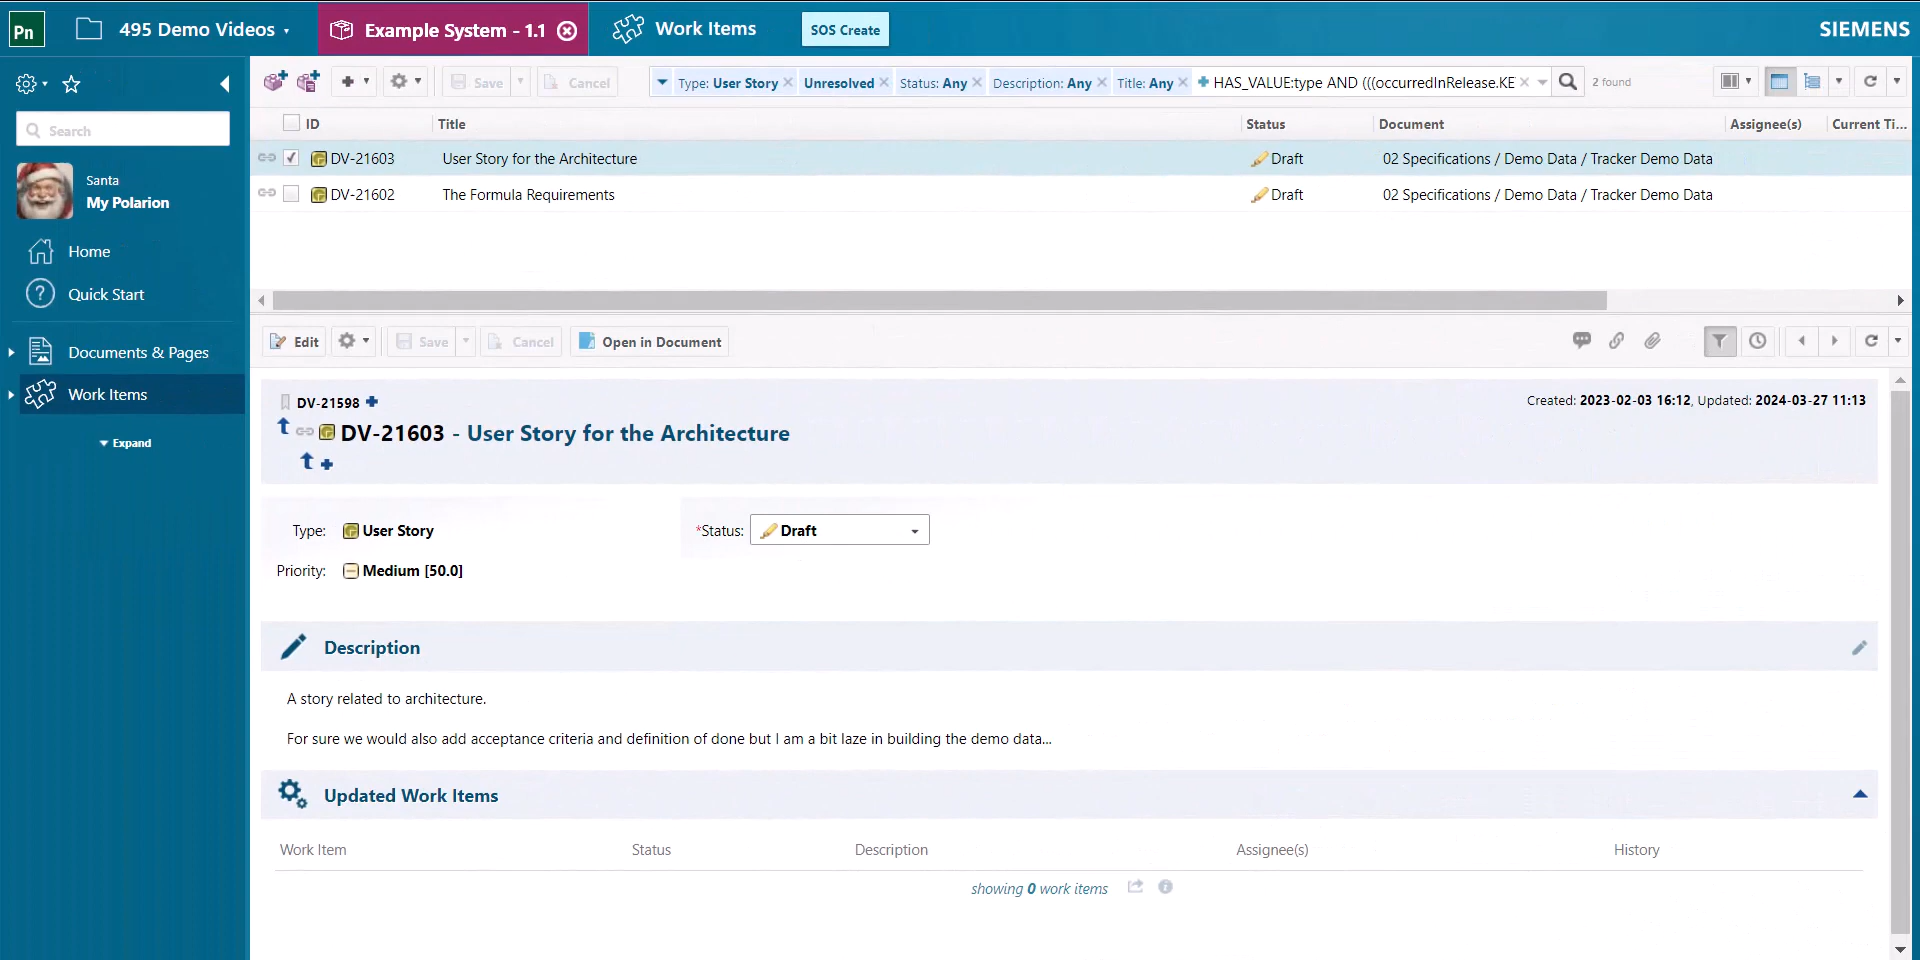 Pn 495 Demo Videos Example System - 1.1 Work Items SOS Create SIEMENS
Save Cancel Type: User Story Unresolved Status: Any Description: Any Title: Any HAS_VALUE:type AND (((occurredInRelease.KE 2 found
Search
Santa
My Polarion
Home
Quick Start
Documents & Pages
Work Items
Expand
ID Title Status Document Assignee(s) Current Ti...
DV-21603 User Story for the Architecture Draft 02 Specifications / Demo Data / Tracker Demo Data
DV-21602 The Formula Requirements Draft 02 Specifications / Demo Data / Tracker Demo Data
Edit Save Cancel Open in Document
DV-21598 Created: 2023-02-03 16:12, Updated: 2024-03-27 11:13
DV-21603 - User Story for the Architecture
Type: User Story *Status: Draft
Priority: Medium [50.0]
Description
A story related to architecture.
For sure we would also add acceptance criteria and definition of done but I am a bit laze in building the demo data...
Updated Work Items
Work Item Status Description Assignee(s) History
showing 0 work items